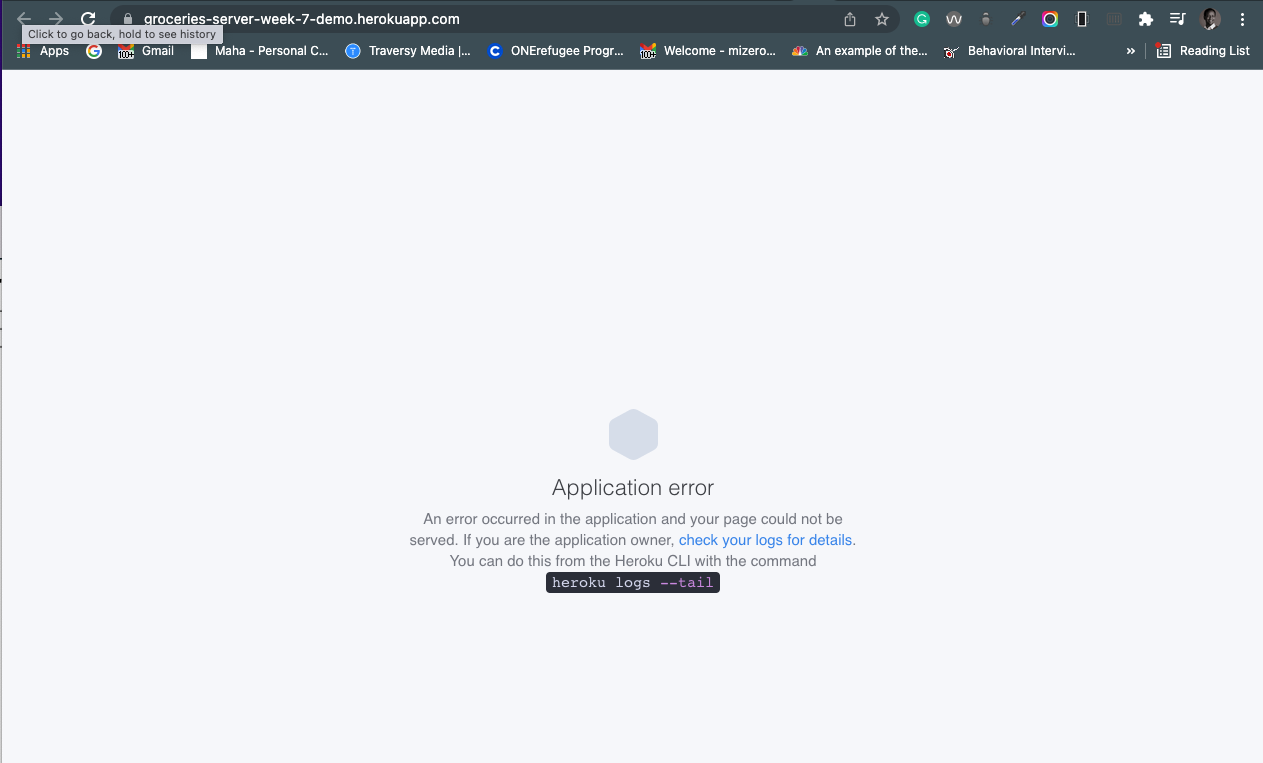 groceries-server-week-7-demo.herokuapp.com
Click to go back, hold to see history
Apps
Gmail
Maha - Personal C...
Traversy Media |...
ONErefugee Progr...
Welcome - mizero...
An example of the...
Behavioral Intervi...
»
Reading List
Application error
An error occurred in the application and your page could not be
served. If you are the application owner, check your logs for details.
You can do this from the Heroku CLI with the command
heroku logs --tail